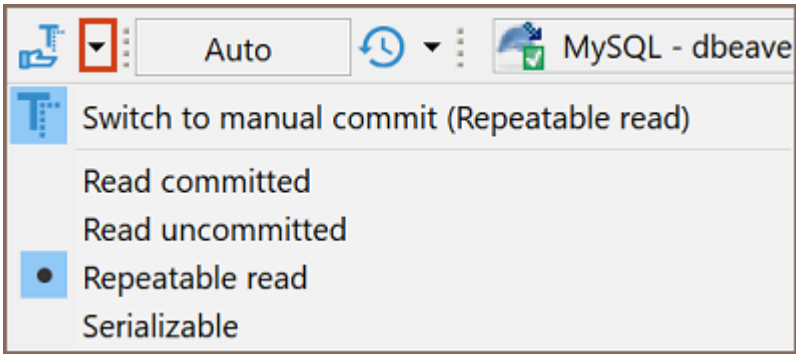 Auto
MySQL - dbeave
Switch to manual commit (Repeatable read)
Read committed
Read uncommitted
Repeatable read
Serializable